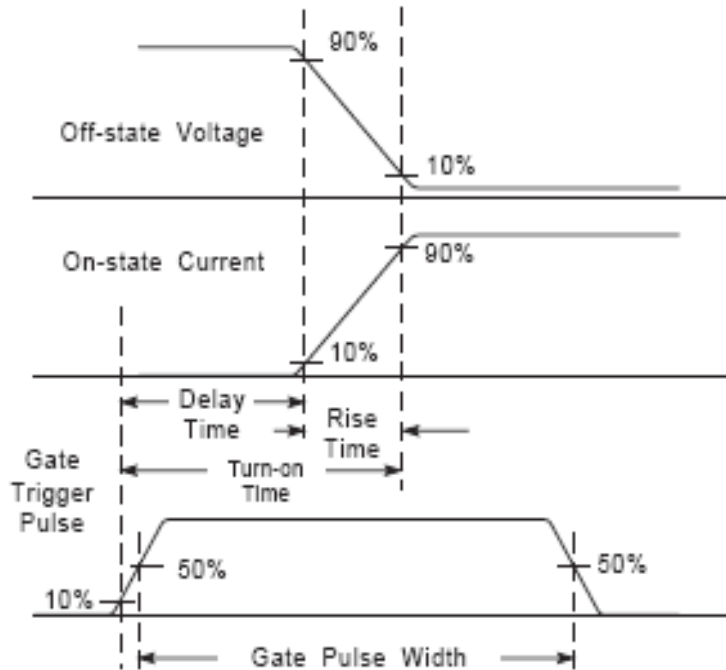 90%
Off-state Voltage
10%
On-state Current
90%
10%
Delay
Time
Rise
Time
Gate
Trigger
Pulse
Turn-on
Time
50%
50%
10%
Gate Pulse Width